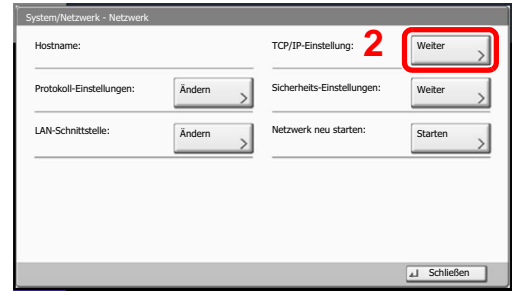 System/Netzwerk - Netzwerk
Hostname:
TCP/IP-Einstellung:
2
Weiter
Protokoll-Einstellungen:
Ändern
Sicherheits-Einstellungen:
Weiter
LAN-Schnittstelle:
Ändern
Netzwerk neu starten:
Starten
Schließen